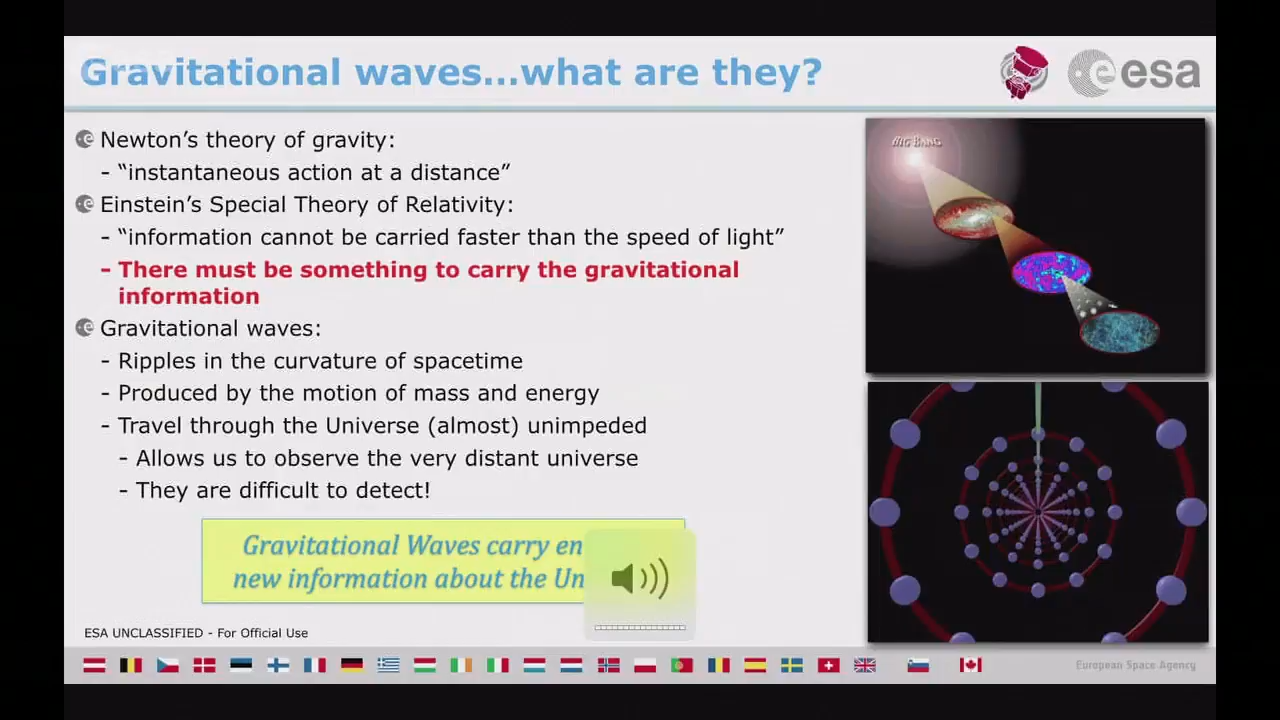 Gravitational waves...what are they?
esa
Newton’s theory of gravity:
- “instantaneous action at a distance”
Einstein’s Special Theory of Relativity:
- “information cannot be carried faster than the speed of light”
- There must be something to carry the gravitational
information
Gravitational waves:
- Ripples in the curvature of spacetime
- Produced by the motion of mass and energy
- Travel through the Universe (almost) unimpeded
- Allows us to observe the very distant universe
- They are difficult to detect!
BIG BANG
Gravitational Waves carry en
new information about the Un
ESA UNCLASSIFIED - For Official Use
European Space Agency